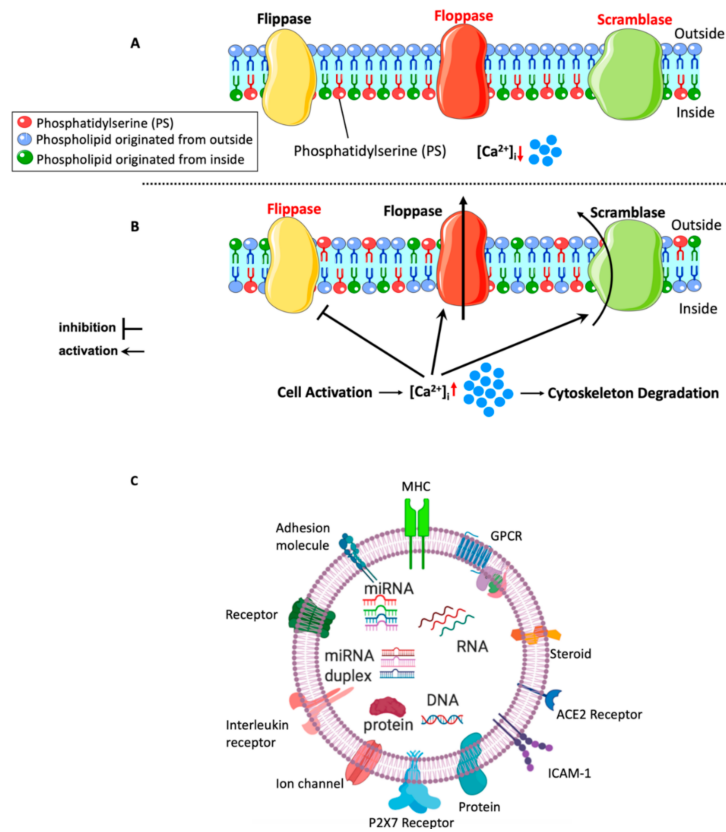 Flippase
Floppase
Scramblase
A
Outside
Inside
Phosphatidylserine (PS)
Phospholipid originated from outside
Phospholipid originated from inside
Phosphatidylserine (PS)
[Ca²⁺]ᵢ
B
Flippase
Floppase
Scramblase
Outside
Inside
inhibition
activation
Cell Activation
[Ca²⁺]ᵢ
Cytoskeleton Degradation
C
MHC
Adhesion
molecule
GPCR
miRNA
Receptor
RNA
Steroid
miRNA
duplex
DNA
protein
ACE2 Receptor
Interleukin
receptor
ICAM-1
Ion channel
Protein
P2X7 Receptor